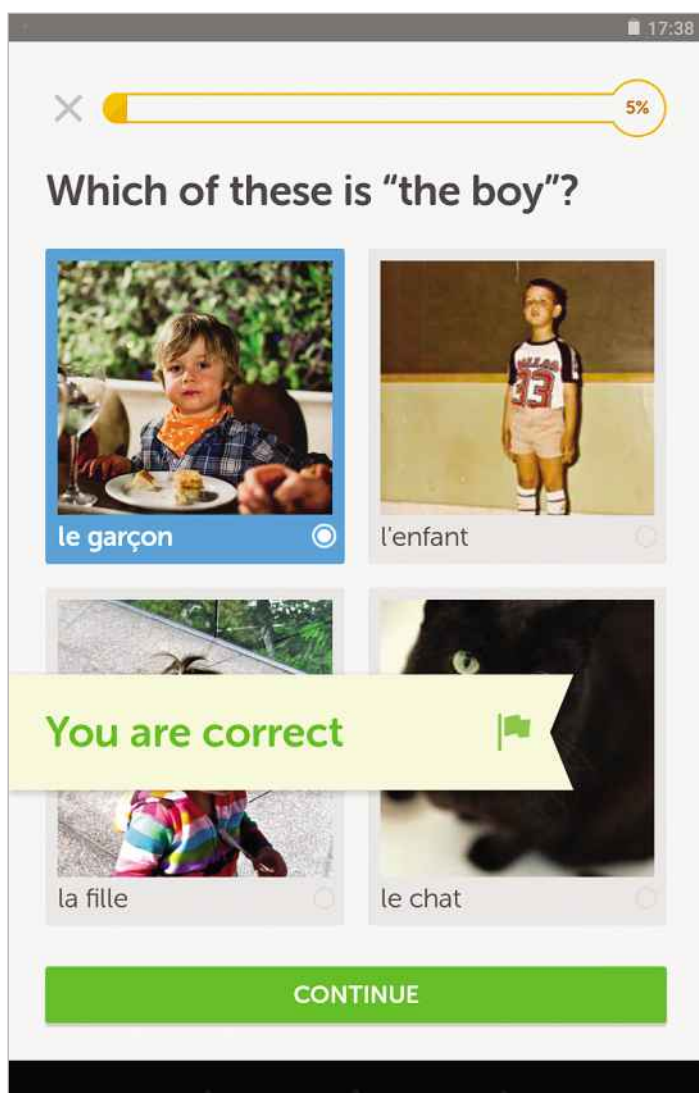 17:38
5%
Which of these is “the boy”?
33
le garçon
l'enfant
You are correct
la fille
le chat
CONTINUE